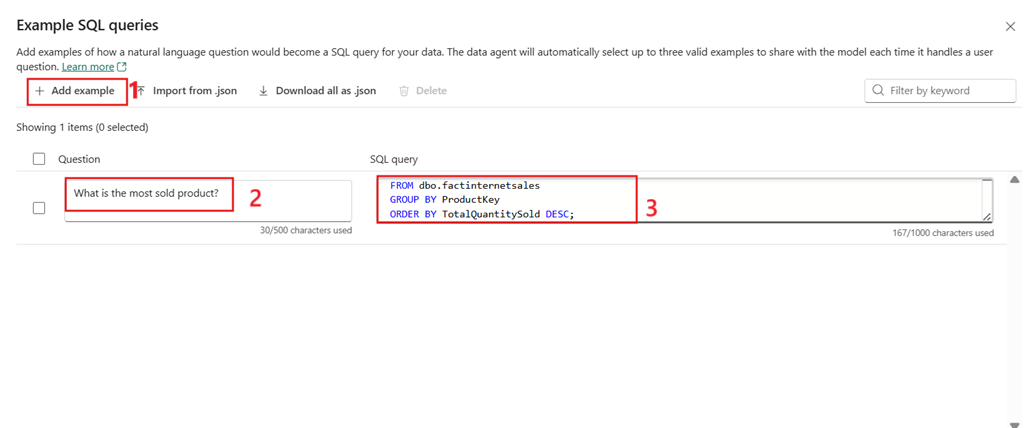 Example SQL queries
Add examples of how a natural language question would become a SQL query for your data. The data agent will automatically select up to three valid examples to share with the model each time it handles a user
question. Learn more
+ Add example 1 Import from .json Download all as .json Delete Filter by keyword
Showing 1 items (0 selected)
Question SQL query
What is the most sold product? 2
30/500 characters used
FROM dbo.factinternetsales
GROUP BY ProductKey
ORDER BY TotalQuantitySold DESC; 3
167/1000 characters used